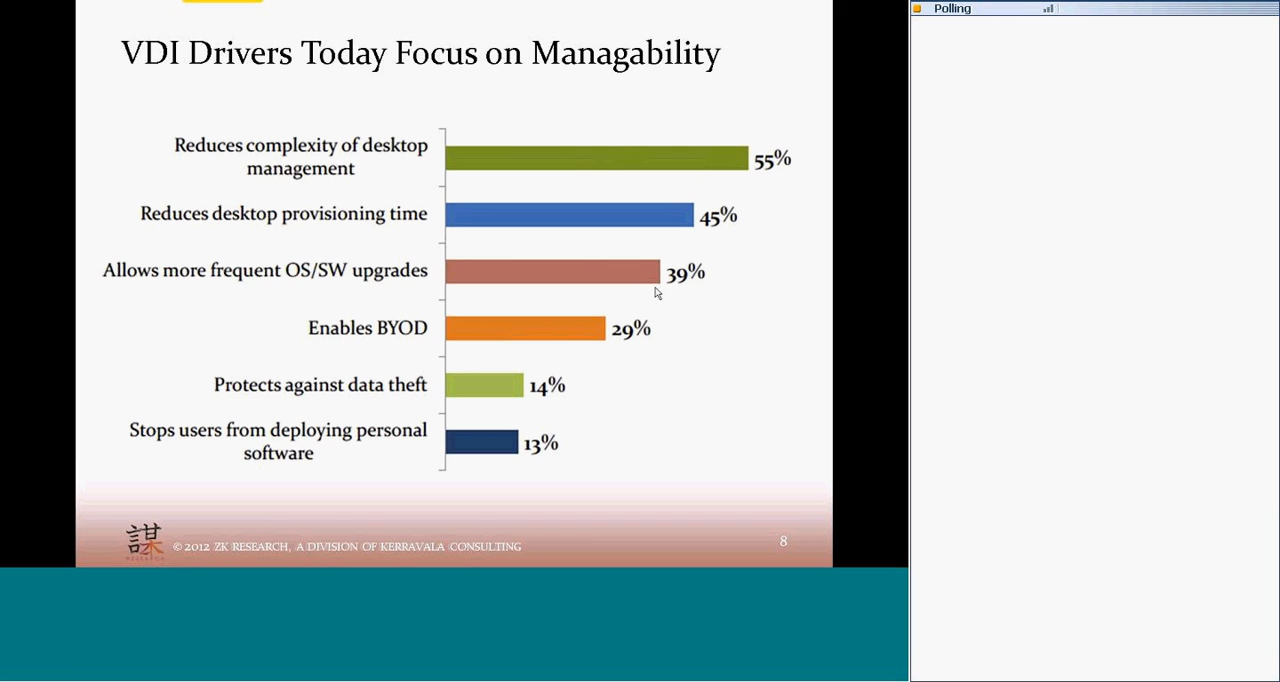 Polling
VDI Drivers Today Focus on Managability
Reduces complexity of desktop
management
55%
Reduces desktop provisioning time
45%
Allows more frequent OS/SW upgrades
39%
Enables BYOD
29%
Protects against data theft
14%
Stops users from deploying personal
software
13%
謀
RESEARCH
© 2012 ZK RESEARCH, A DIVISION OF KERRAVALA CONSULTING
8